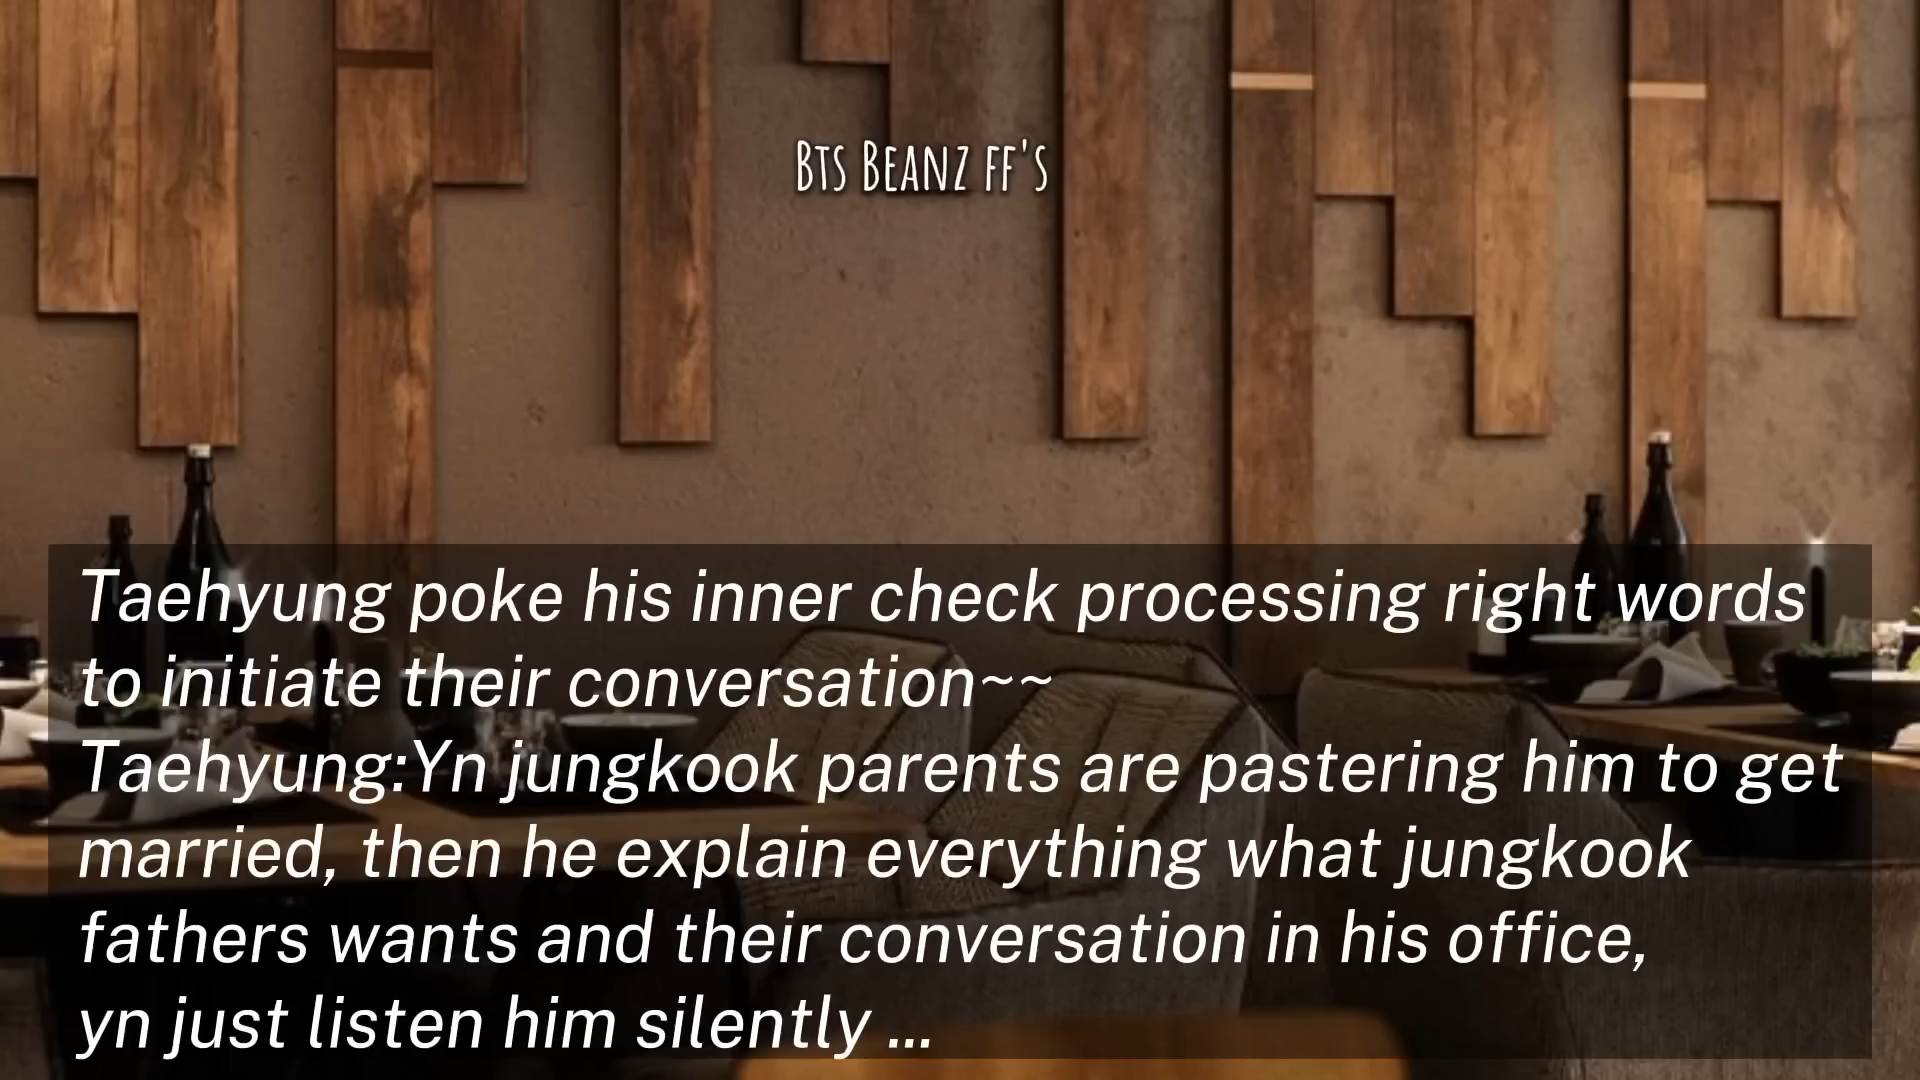 Bts Beanz ff's
Taehyung poke his inner check processing right words
to initiate their conversation~~
Taehyung:Yn jungkook parents are pastering him to get
married, then he explain everything what jungkook
fathers wants and their conversation in his office,
yn just listen him silently ...